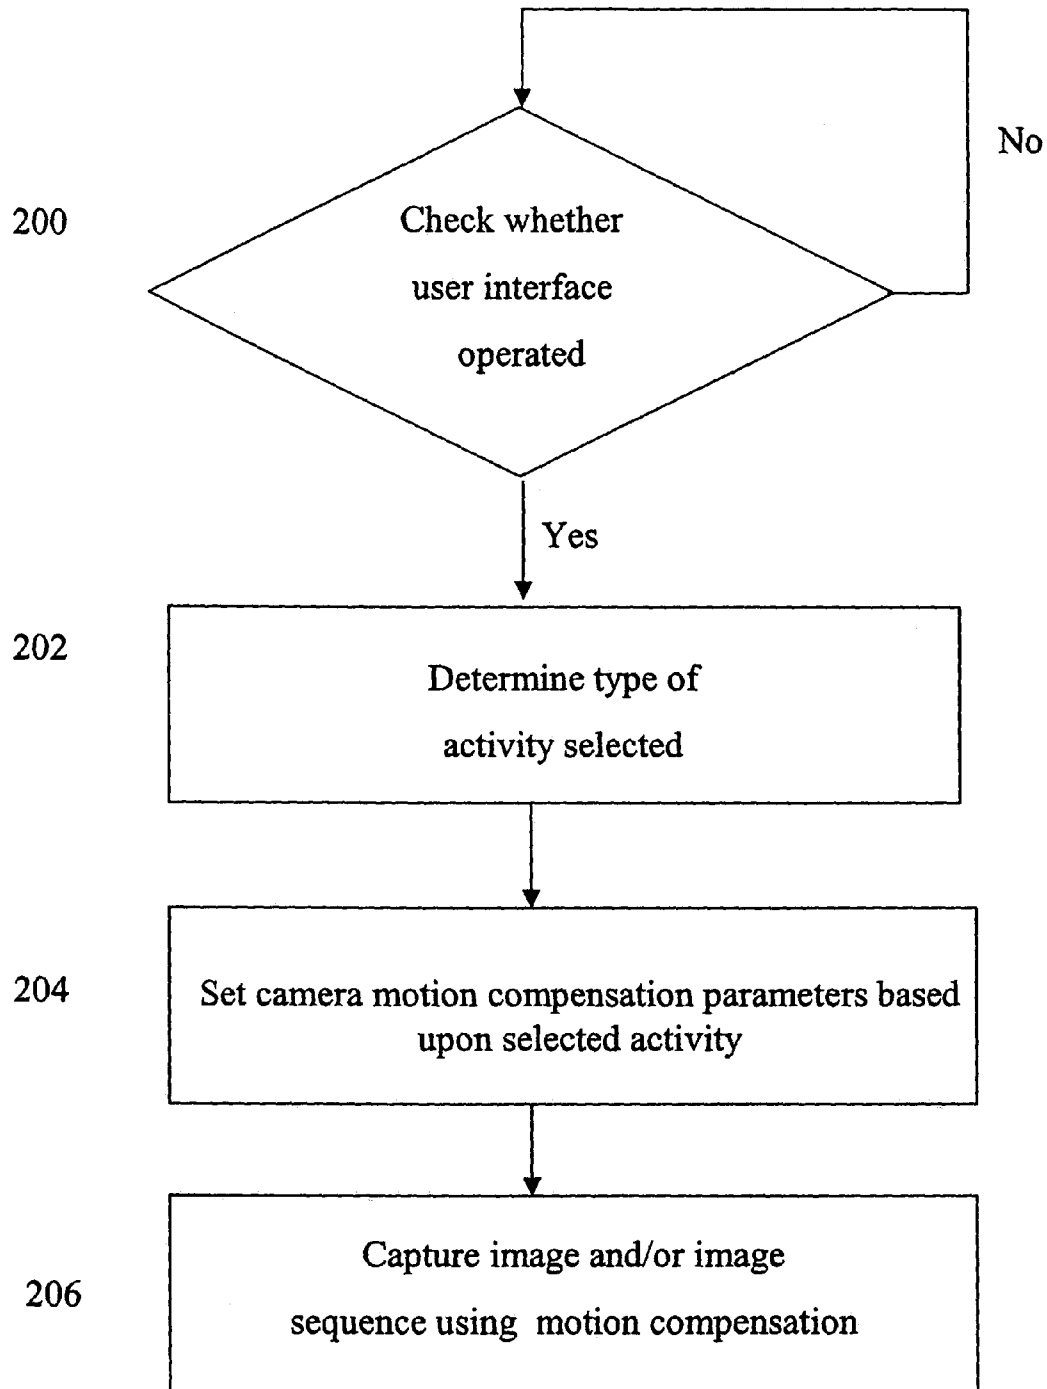 No
200
Check whether
user interface
operated
Yes
202
Determine type of
activity selected
204
Set camera motion compensation parameters based
upon selected activity
206
Capture image and/or image
sequence using motion compensation